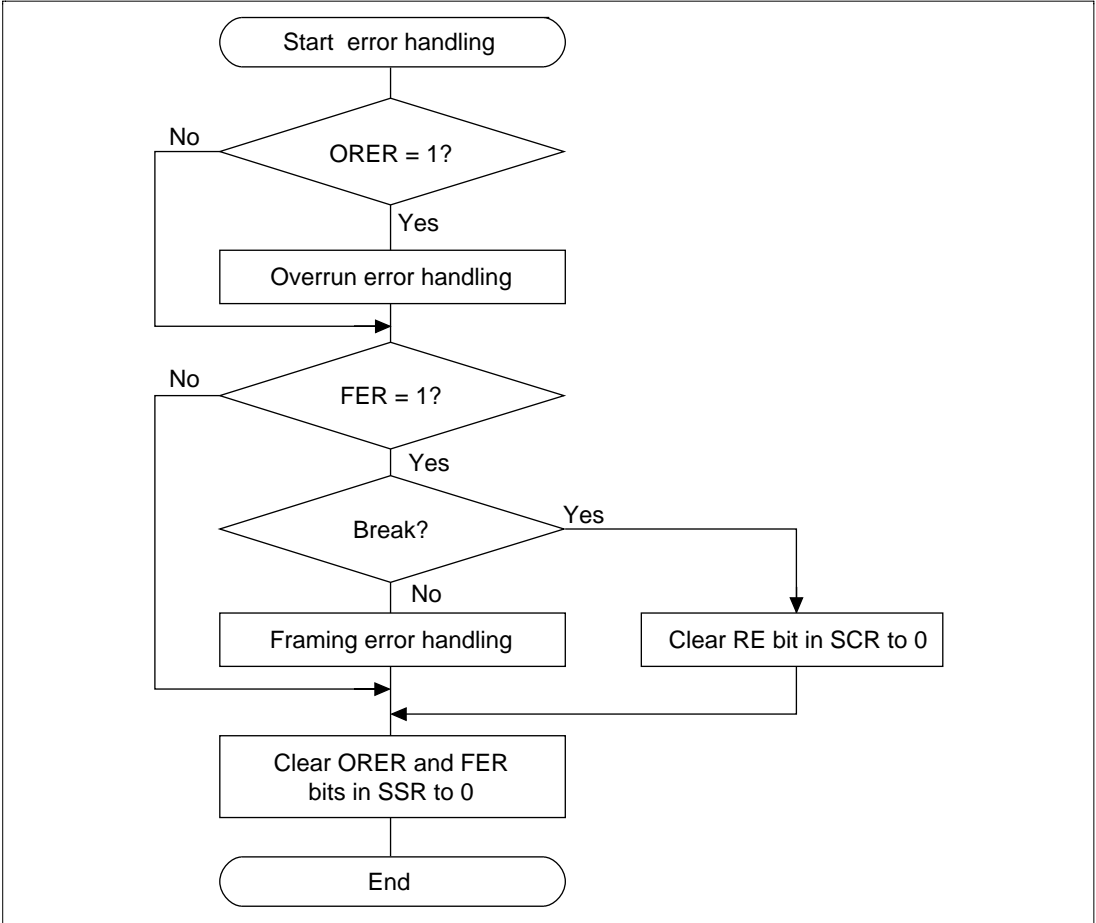 Start error handling
No
ORER = 1?
Yes
Overrun error handling
No
FER = 1?
Yes
Break?
Yes
No
Framing error handling
Clear RE bit in SCR to 0
Clear ORER and FER
bits in SSR to 0
End